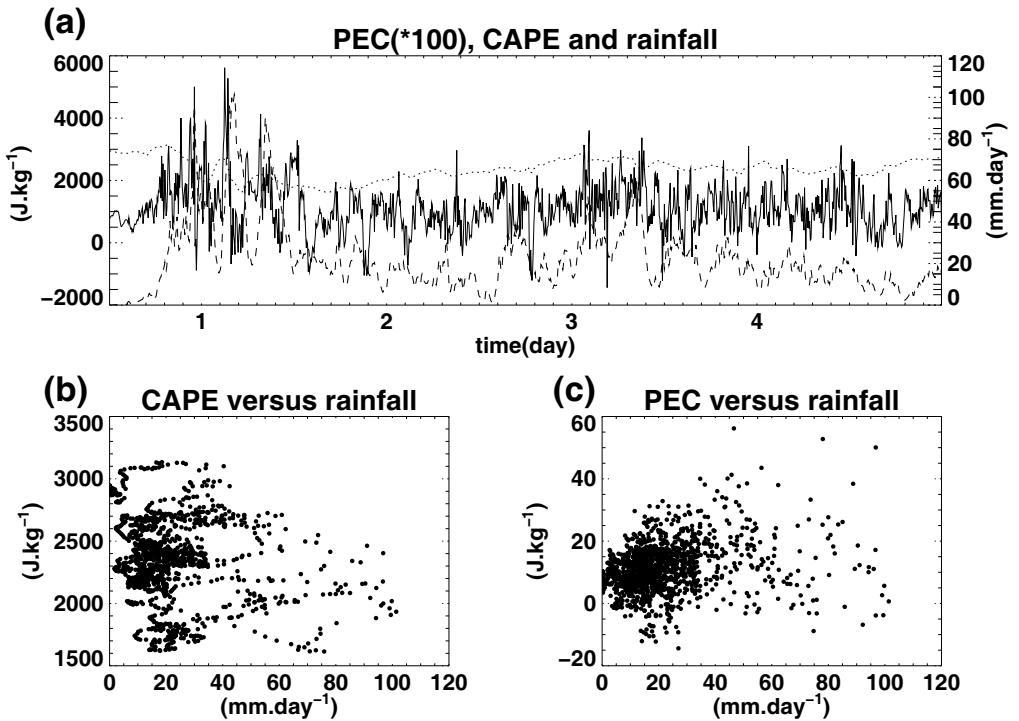 (a)
PEC(*100), CAPE and rainfall
6000
4000
2000
0
−2000
(J.kg⁻¹)
120
100
80
60
40
20
0
(mm.day⁻¹)
1 2 3 4
time(day)
(b)
CAPE versus rainfall
3500
3000
2500
2000
1500
(J.kg⁻¹)
0 20 40 60 80 100 120
(mm.day⁻¹)
(c)
PEC versus rainfall
60
40
20
0
−20
(J.kg⁻¹)
0 20 40 60 80 100 120
(mm.day⁻¹)